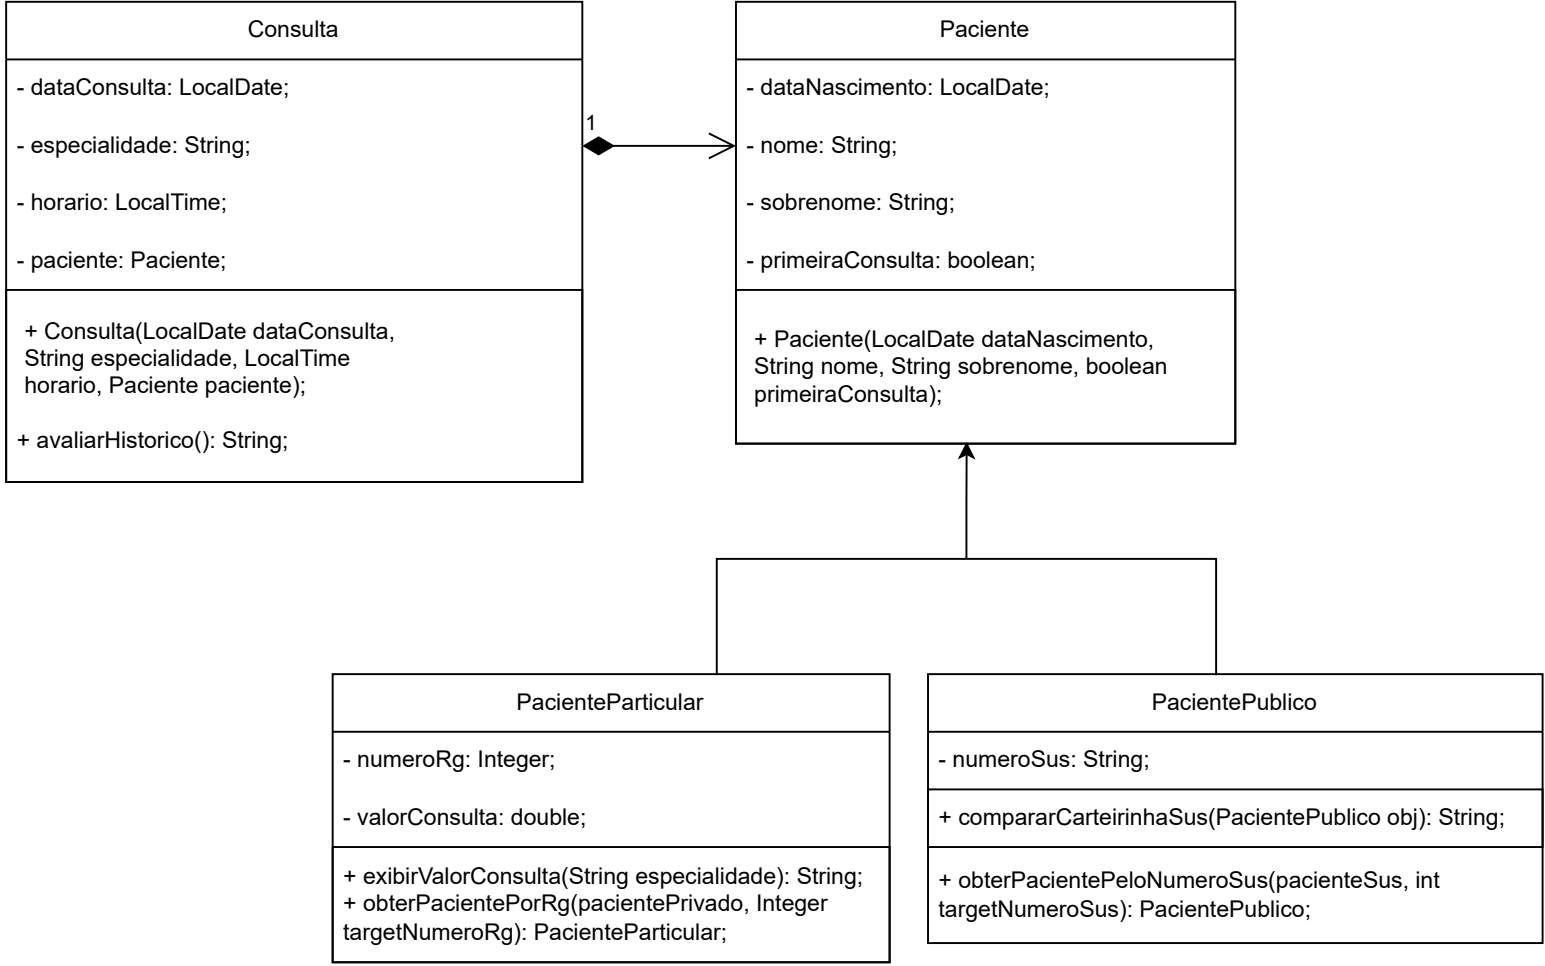 Consulta
- dataConsulta: LocalDate;
- especialidade: String;
- horario: LocalTime;
- paciente: Paciente;
+ Consulta(LocalDate dataConsulta,
String especialidade, LocalTime
horario, Paciente paciente);
+ avaliarHistorico(): String;
1
Paciente
- dataNascimento: LocalDate;
- nome: String;
- sobrenome: String;
- primeiraConsulta: boolean;
+ Paciente(LocalDate dataNascimento,
String nome, String sobrenome, boolean
primeiraConsulta);
PacienteParticular
- numeroRg: Integer;
- valorConsulta: double;
+ exibirValorConsulta(String especialidade): String;
+ obterPacientePorRg(pacientePrivado, Integer
targetNumeroRg): PacienteParticular;
PacientePublico
- numeroSus: String;
+ compararCarteirinhaSus(PacientePublico obj): String;
+ obterPacientePeloNumeroSus(pacienteSus, int
targetNumeroSus): PacientePublico;